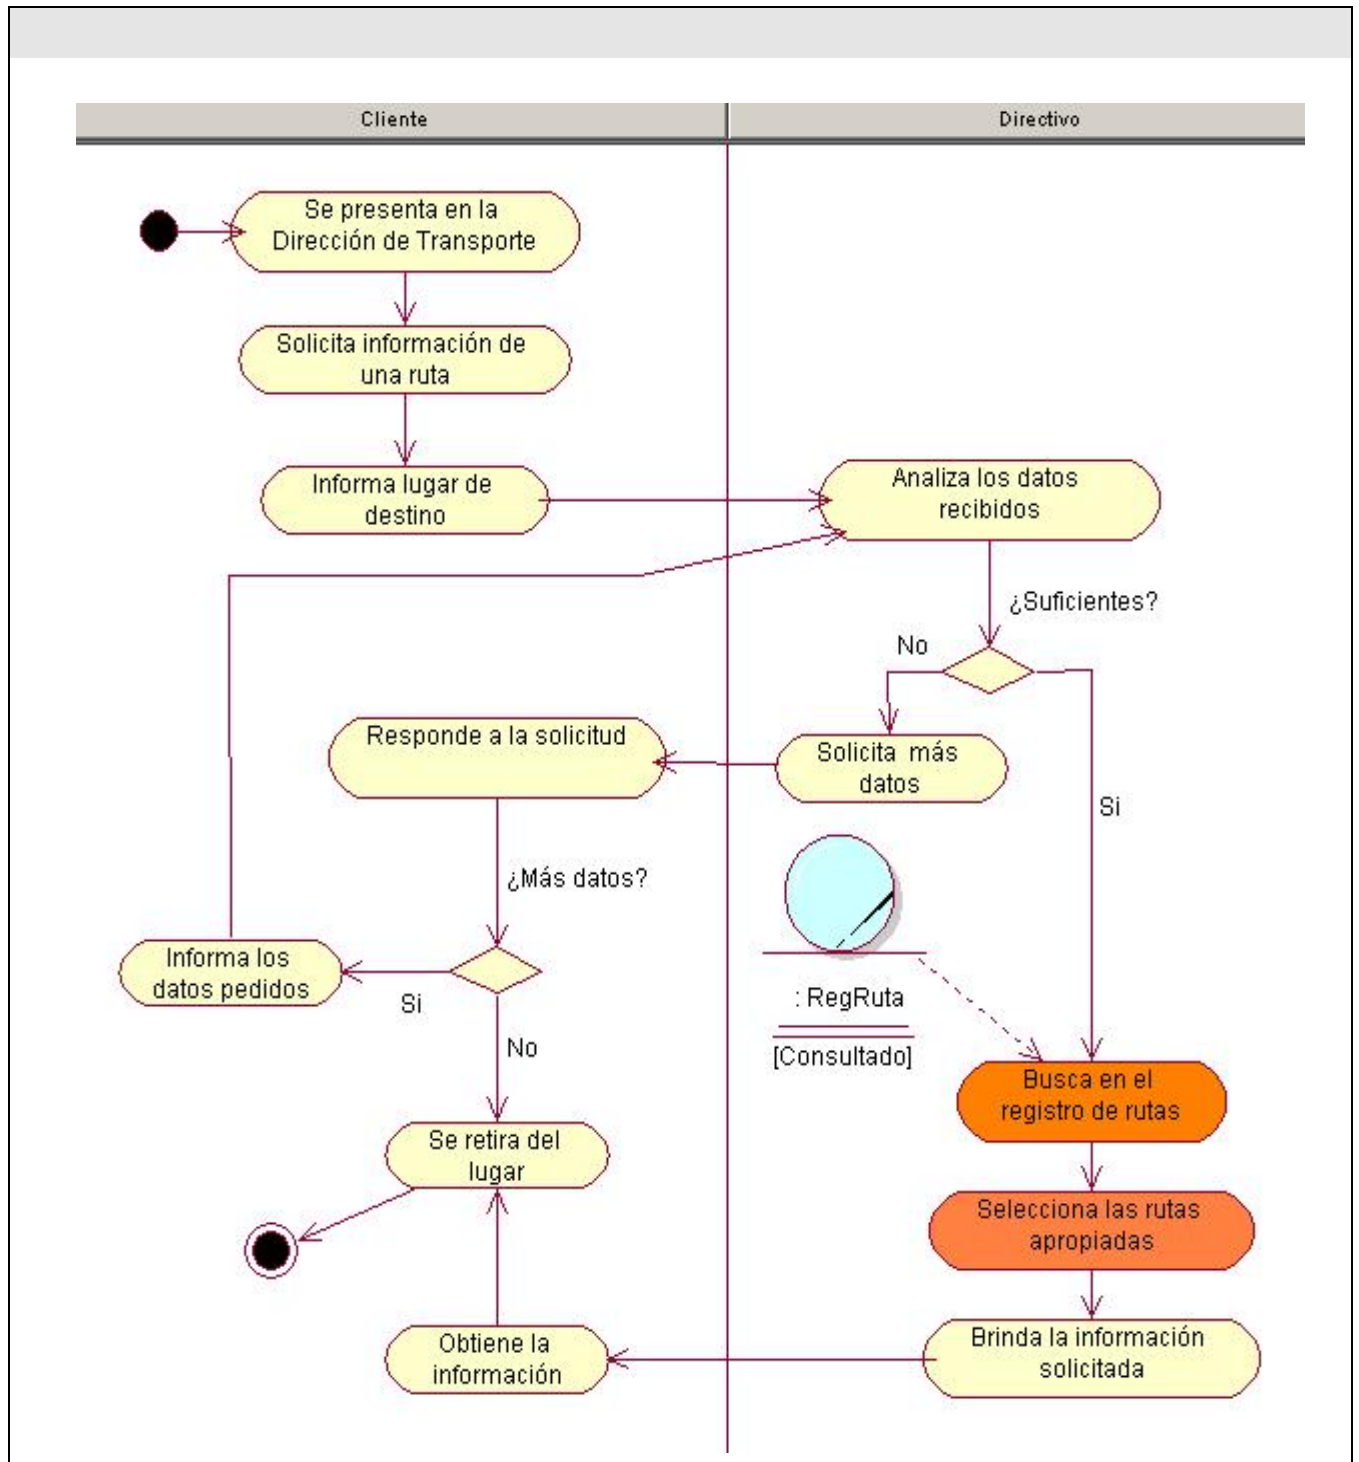 Cliente
Directivo
Se presenta en la
Dirección de Transporte
Solicita información de
una ruta
Informa lugar de
destino
Analiza los datos
recibidos
¿Suficientes?
No
Si
Solicita más
datos
Responde a la solicitud
¿Más datos?
Informa los
datos pedidos
Si
No
: RegRuta
[Consultado]
Busca en el
registro de rutas
Se retira del
lugar
Selecciona las rutas
apropiadas
Brinda la información
solicitada
Obtiene la
información